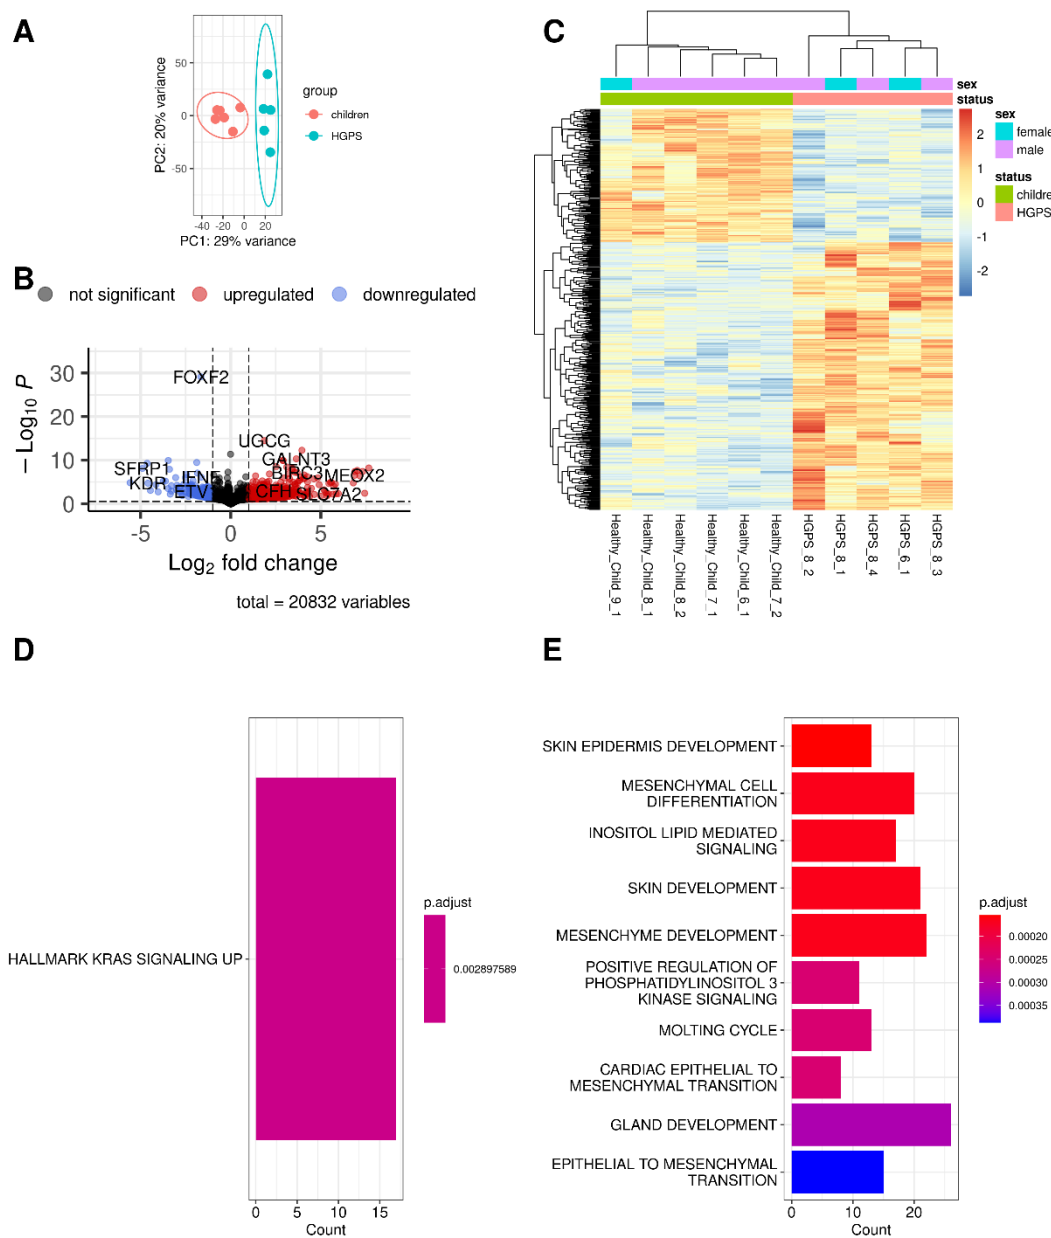 A
PC2: 20% variance
50
0
-50
-40
-20
0
20
PC1: 29% variance
group
children
HGPS
B
not significant
upregulated
downregulated
– Log10 P
30
20
10
0
FOXF2
UGCG
GALNT3
SFRP1
KDR
IFNE
ETV1
BIRC3
MEOX2
CFH
SLC7A2
-5
0
5
Log2 fold change
total = 20832 variables
C
sex
status
2
1
0
-1
-2
sex
female
male
status
children
HGPS
Healthy_Child_9_1
Healthy_Child_8_1
Healthy_Child_8_2
Healthy_Child_7_1
Healthy_Child_6_1
Healthy_Child_7_2
HGPS_8_2
HGPS_8_1
HGPS_8_4
HGPS_6_1
HGPS_8_3
D
HALLMARK KRAS SIGNALING UP
0
5
10
15
Count
p.adjust
0.002897589
E
SKIN EPIDERMIS DEVELOPMENT
MESENCHYMAL CELL
DIFFERENTIATION
INOSITOL LIPID MEDIATED
SIGNALING
SKIN DEVELOPMENT
MESENCHYME DEVELOPMENT
POSITIVE REGULATION OF
PHOSPHATIDYLINOSITOL 3
KINASE SIGNALING
MOLTING CYCLE
CARDIAC EPITHELIAL TO
MESENCHYMAL TRANSITION
GLAND DEVELOPMENT
EPITHELIAL TO MESENCHYMAL
TRANSITION
0
10
20
Count
p.adjust
0.00020
0.00025
0.00030
0.00035